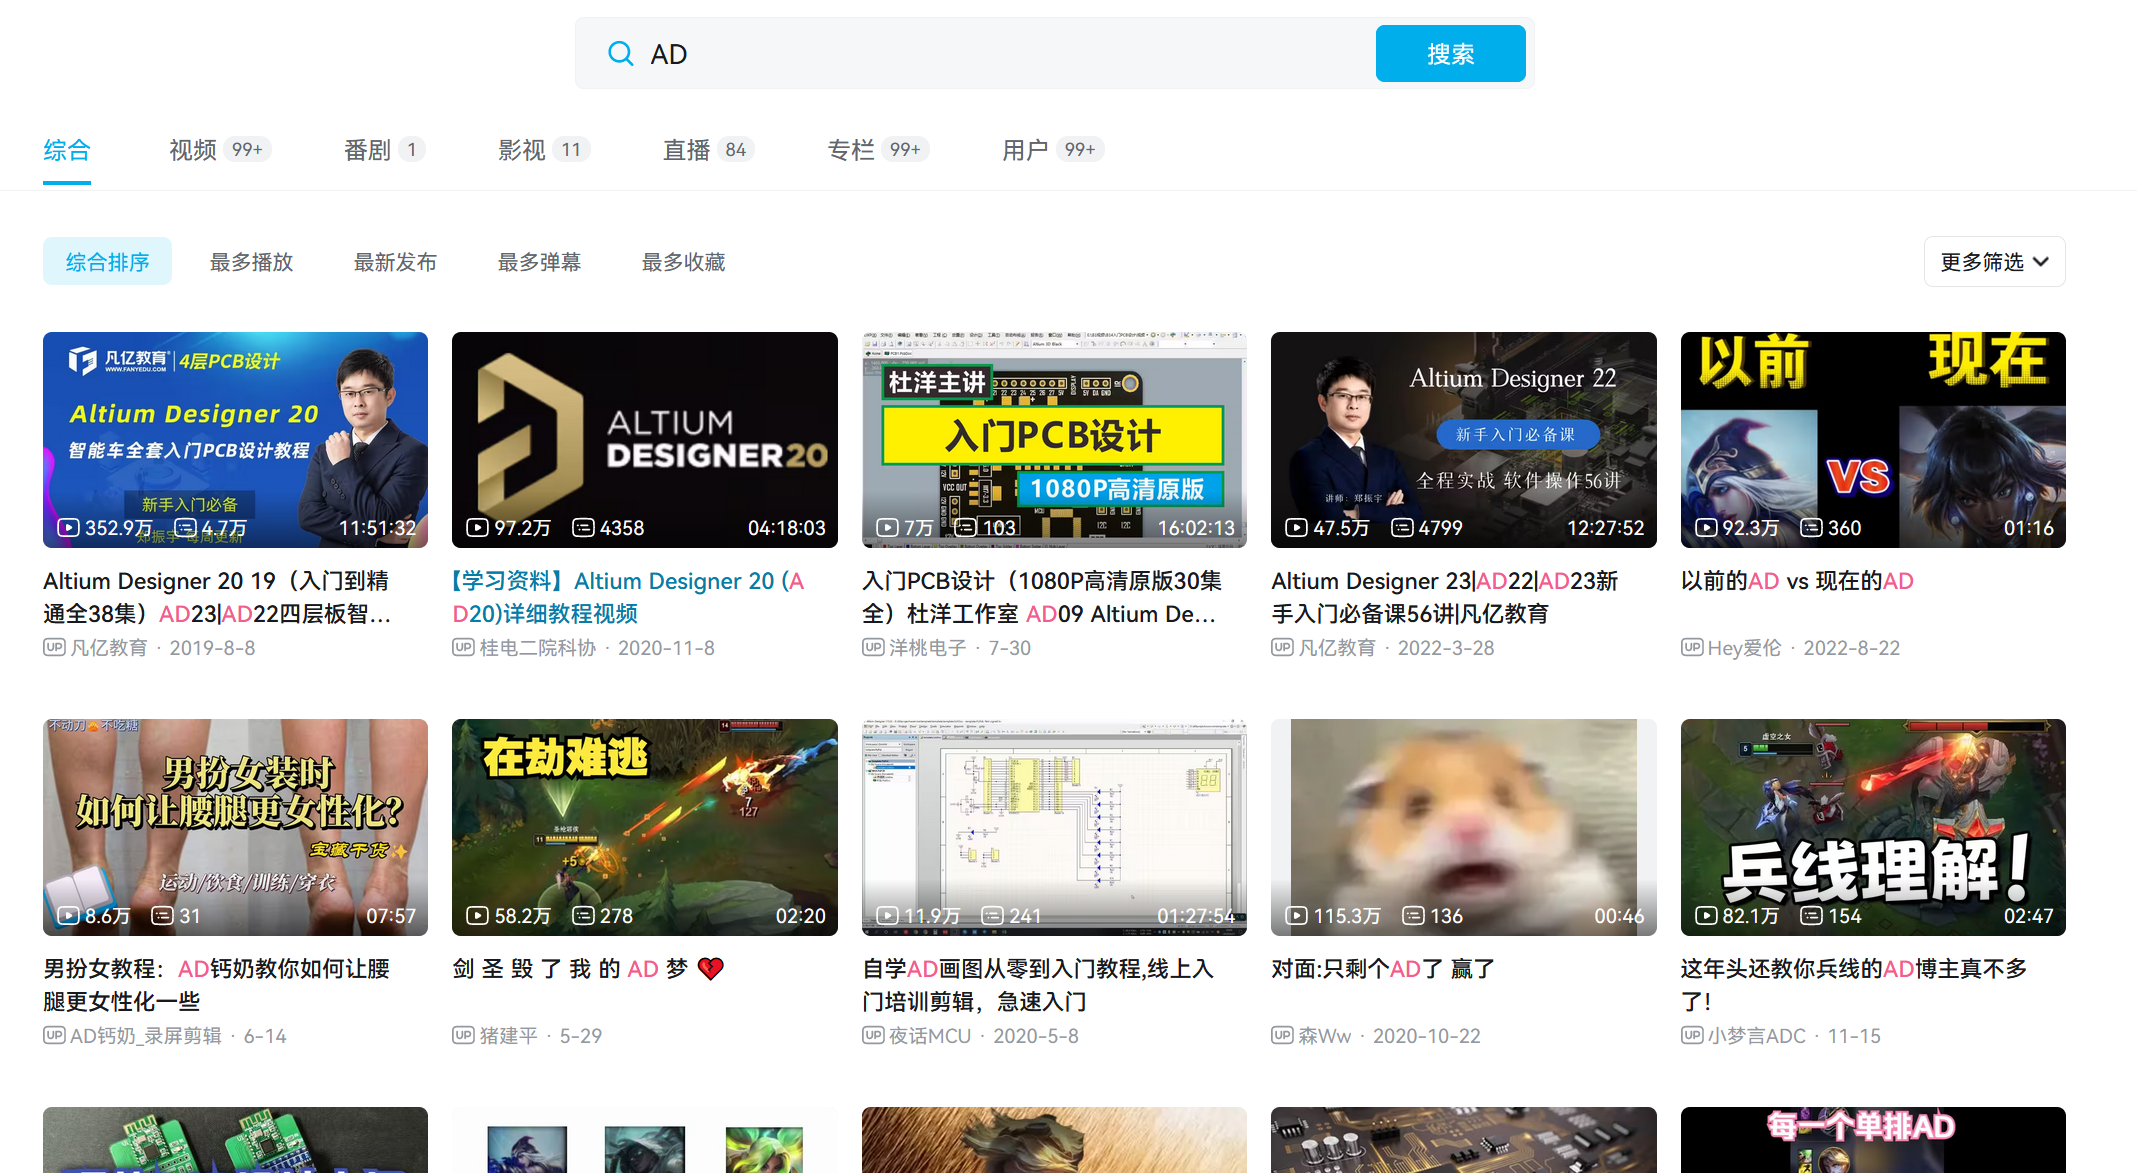 AD
搜索
综合
视频 99+
番剧 1
影视 11
直播 84
专栏 99+
用户 99+
综合排序
最多播放
最新发布
最多弹幕
最多收藏
更多筛选
凡亿教育 4层PCB设计
WWW.FANYEDU.COM
Altium Designer 20
智能车全套入门PCB设计教程
新手入门必备
郑振宇 每周更新
352.9万 4.7万 11:51:32
Altium Designer 20 19（入门到精
通全38集）AD23|AD22四层板智...
UP 凡亿教育 · 2019-8-8
ALTIUM
DESIGNER20
97.2万 4358 04:18:03
【学习资料】Altium Designer 20 (A
D20)详细教程视频
UP 桂电二院科协 · 2020-11-8
杜洋主讲
入门PCB设计
1080P高清原版
7万 103 16:02:13
入门PCB设计（1080P高清原版30集
全）杜洋工作室 AD09 Altium De...
UP 洋桃电子 · 7-30
Altium Designer 22
新手入门必备课
全程实战 软件操作56讲
讲师：郑振宇
47.5万 4799 12:27:52
Altium Designer 23|AD22|AD23新
手入门必备课56讲|凡亿教育
UP 凡亿教育 · 2022-3-28
以前 现在
VS
92.3万 360 01:16
以前的AD vs 现在的AD
UP Hey爱伦 · 2022-8-22
不动刀 不吃糖
男扮女装时
如何让腰腿更女性化?
宝藏干货
运动/饮食/训练/穿衣
8.6万 31 07:57
男扮女教程：AD钙奶教你如何让腰
腿更女性化一些
UP AD钙奶_录屏剪辑 · 6-14
14
在劫难逃
7
127
11
+5
58.2万 278 02:20
剑 圣 毁 了 我 的 AD 梦 💔
UP 猪建平 · 5-29
11.9万 241 01:27:54
自学AD画图从零到入门教程,线上入
门培训剪辑，急速入门
UP 夜话MCU · 2020-5-8
115.3万 136 00:46
对面:只剩个AD了 赢了
UP 森Ww · 2020-10-22
虚空之女
5
兵线理解!
82.1万 154 02:47
这年头还教你兵线的AD博主真不多
了!
UP 小梦言ADC · 11-15
每一个单排AD